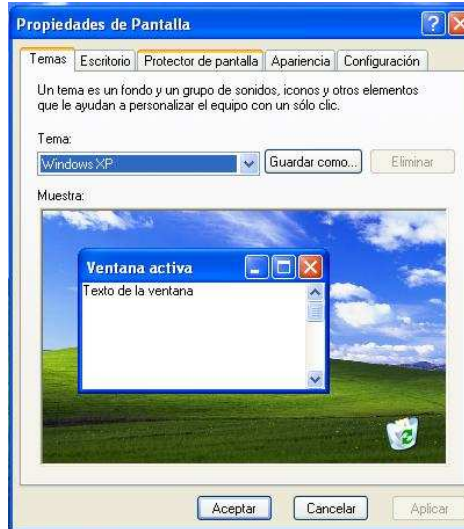 Propiedades de Pantalla
Temas Escritorio Protector de pantalla Apariencia Configuración
Un tema es un fondo y un grupo de sonidos, iconos y otros elementos
que le ayudan a personalizar el equipo con un sólo clic.
Tema:
Windows XP Guardar como... Eliminar
Muestra:
Ventana activa
Texto de la ventana
Aceptar Cancelar Aplicar